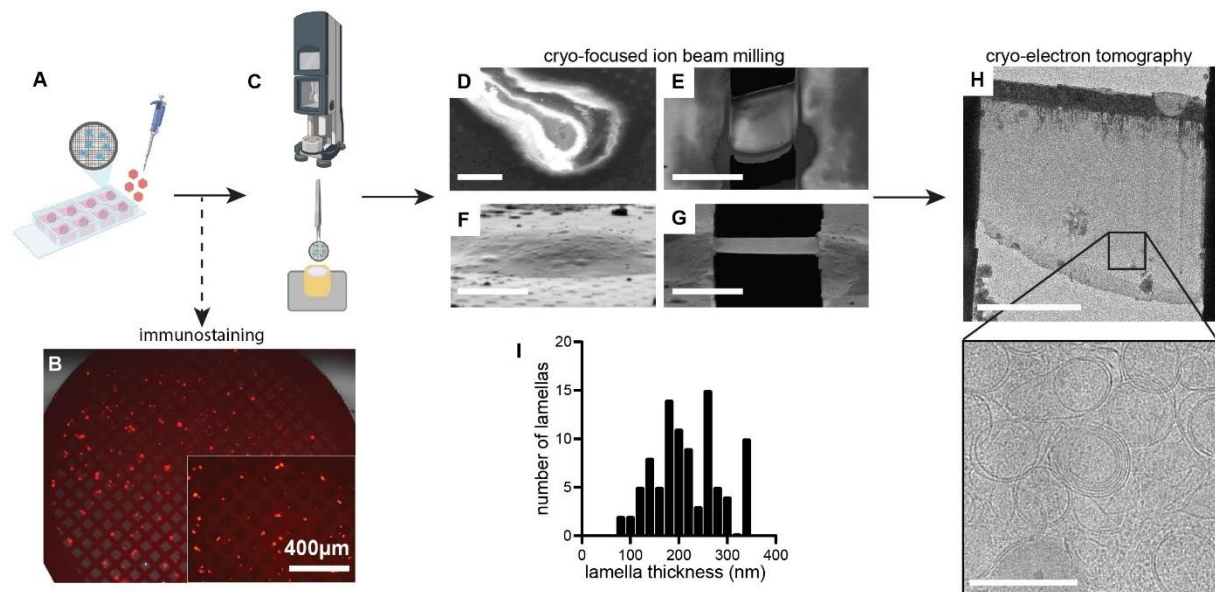 cryo-focused ion beam milling
cryo-electron tomography
A
C
D
E
H
F
G
immunostaining
B
400µm
I
20
15
10
5
0
number of lamellas
0 100 200 300 400
lamella thickness (nm)